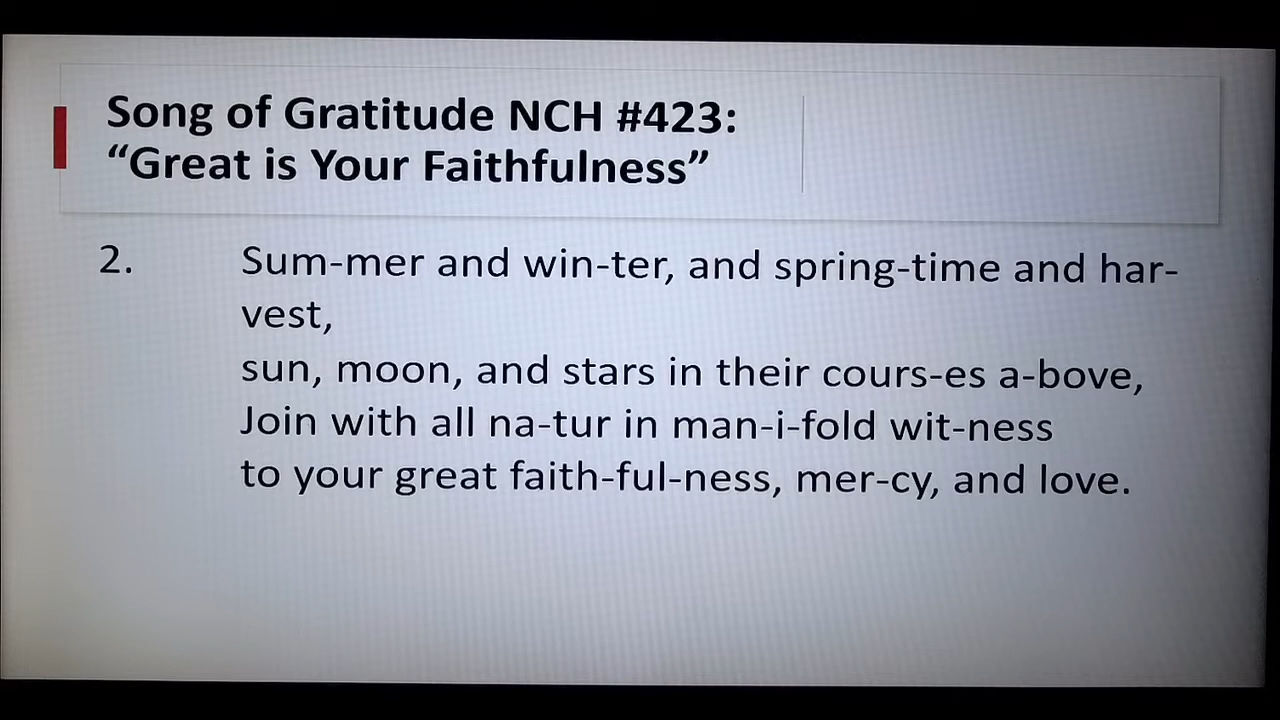 Song of Gratitude NCH #423:
“Great is Your Faithfulness”
2. Sum-mer and win-ter, and spring-time and har-
vest,
sun, moon, and stars in their cours-es a-bove,
Join with all na-tur in man-i-fold wit-ness
to your great faith-ful-ness, mer-cy, and love.